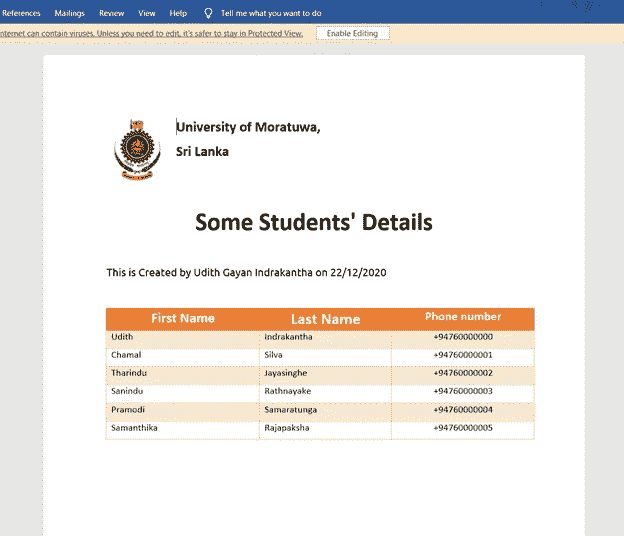 References Mailings Review View Help Tell me what you want to do
nternet can contain viruses. Unless you need to edit, it's safer to stay in Protected View. Enable Editing
University of Moratuwa,
Sri Lanka
Some Students' Details
This is Created by Udith Gayan Indrakantha on 22/12/2020
First Name Last Name Phone number
Udith Indrakantha +94760000000
Chamal Silva +94760000001
Tharindu Jayasinghe +94760000002
Sanindu Rathnayake +94760000003
Pramodi Samaratunga +94760000004
Samanthika Rajapaksha +94760000005